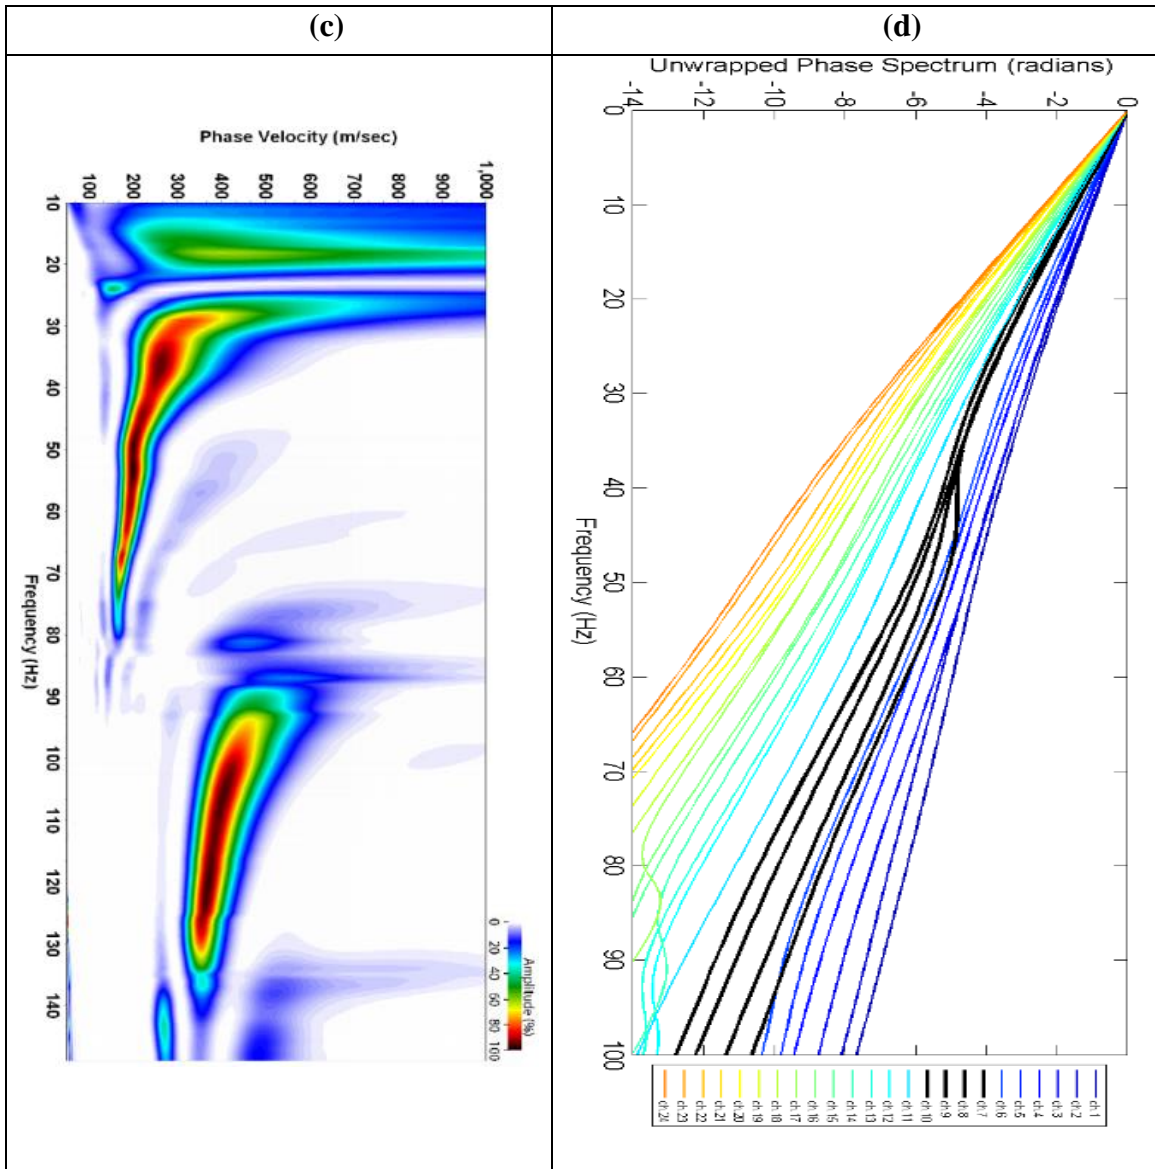 (c)
(d)
Phase Velocity (m/sec)
100 200 300 400 500 600 700 800 900 1,000
10 20 30 40 50 60 70 80 90 100 110 120 130 140
Frequency (Hz)
Amplitude (%)
0 20 40 60 80 100
Unwrapped Phase Spectrum (radians)
-14 -12 -10 -8 -6 -4 -2 0
0 10 20 30 40 50 60 70 80 90 100
Frequency (Hz)
ch.1
ch.2
ch.3
ch.4
ch.5
ch.6
ch.7
ch.8
ch.9
ch.10
ch.11
ch.12
ch.13
ch.14
ch.15
ch.16
ch.17
ch.18
ch.19
ch.20
ch.21
ch.22
ch.23
ch.24